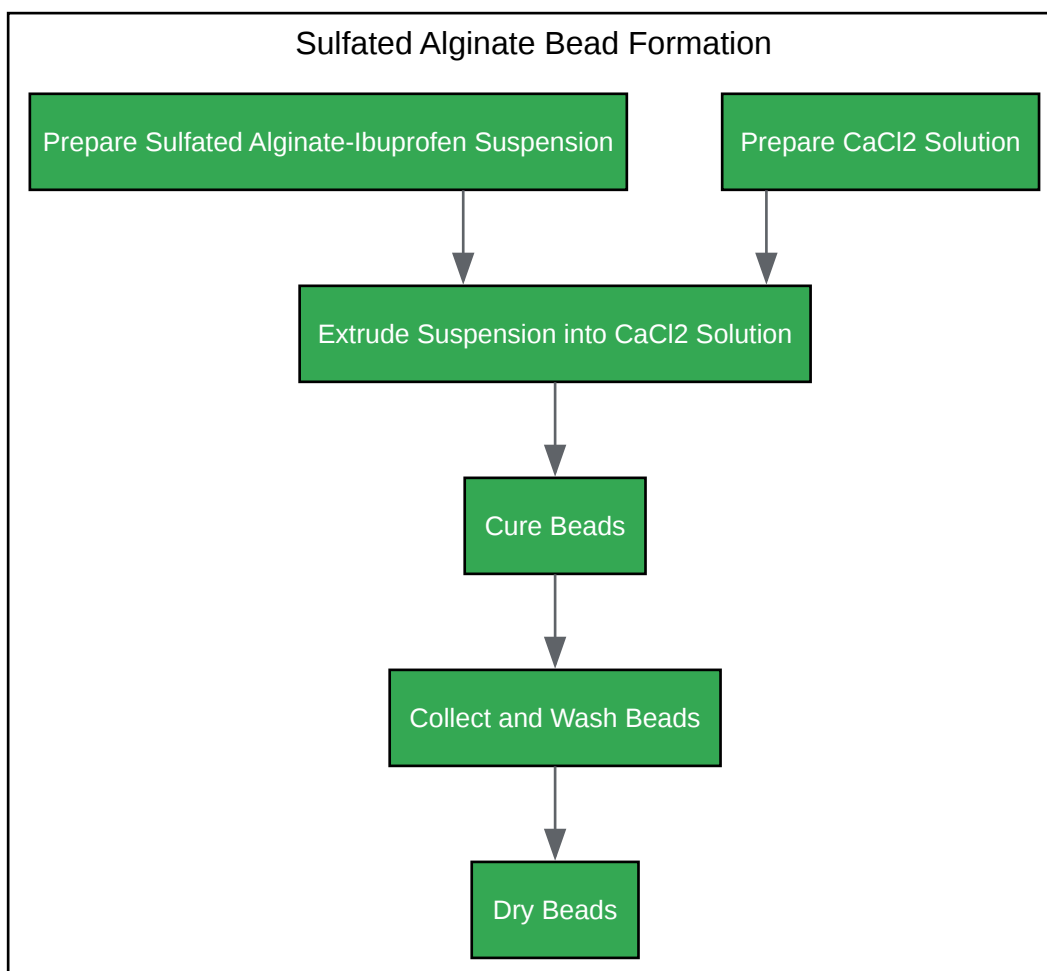 Sulfated Alginate Bead Formation
Prepare Sulfated Alginate-Ibuprofen Suspension
Prepare CaCl2 Solution
Extrude Suspension into CaCl2 Solution
Cure Beads
Collect and Wash Beads
Dry Beads